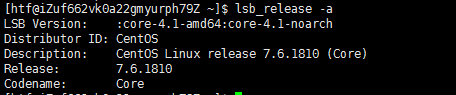 [htf@iZuf662vk0a22gmyurph79Z ~]$ lsb_release -a
LSB Version:    :core-4.1-amd64:core-4.1-noarch
Distributor ID: CentOS
Description:    CentOS Linux release 7.6.1810 (Core)
Release:        7.6.1810
Codename:       Core